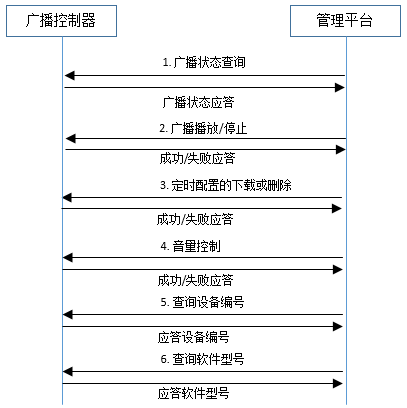 广播控制器
管理平台
1. 广播状态查询
广播状态应答
2. 广播播放/停止
成功/失败应答
3. 定时配置的下载或删除
成功/失败应答
4. 音量控制
成功/失败应答
5. 查询设备编号
应答设备编号
6. 查询软件型号
应答软件型号